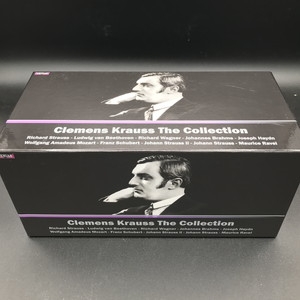 Clemens Krauss The Collection
Richard Strauss · Ludwig van Beethoven · Richard Wagner · Johannes Brahms · Joseph Haydn
Wolfgang Amadeus Mozart · Franz Schubert · Johann Strauss II · Johann Strauss · Maurice Ravel
Clemens Krauss The Collection
Richard Strauss · Ludwig van Beethoven · Richard Wagner · Johannes Brahms · Joseph Haydn
Wolfgang Amadeus Mozart · Franz Schubert · Johann Strauss II · Johann Strauss · Maurice Ravel